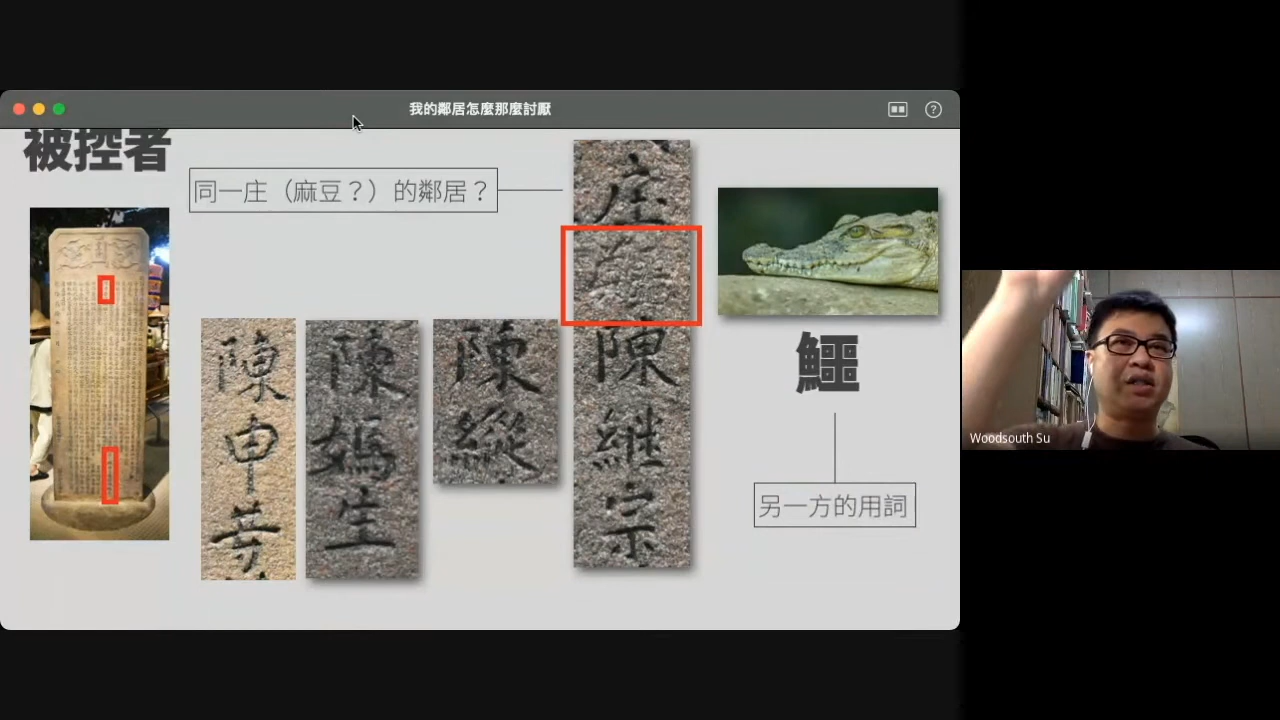 我的鄰居怎麼那麼討厭
被控者
同一庄（麻豆？）的鄰居？
陳申芳
陳媽生
陳縱
庄
陳継宗
鱷
另一方的用詞
Woodsouth Su